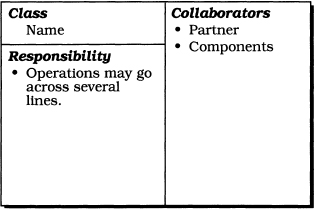 Class
Name
Responsibility
• Operations may go
across several
lines.
Collaborators
• Partner
• Components